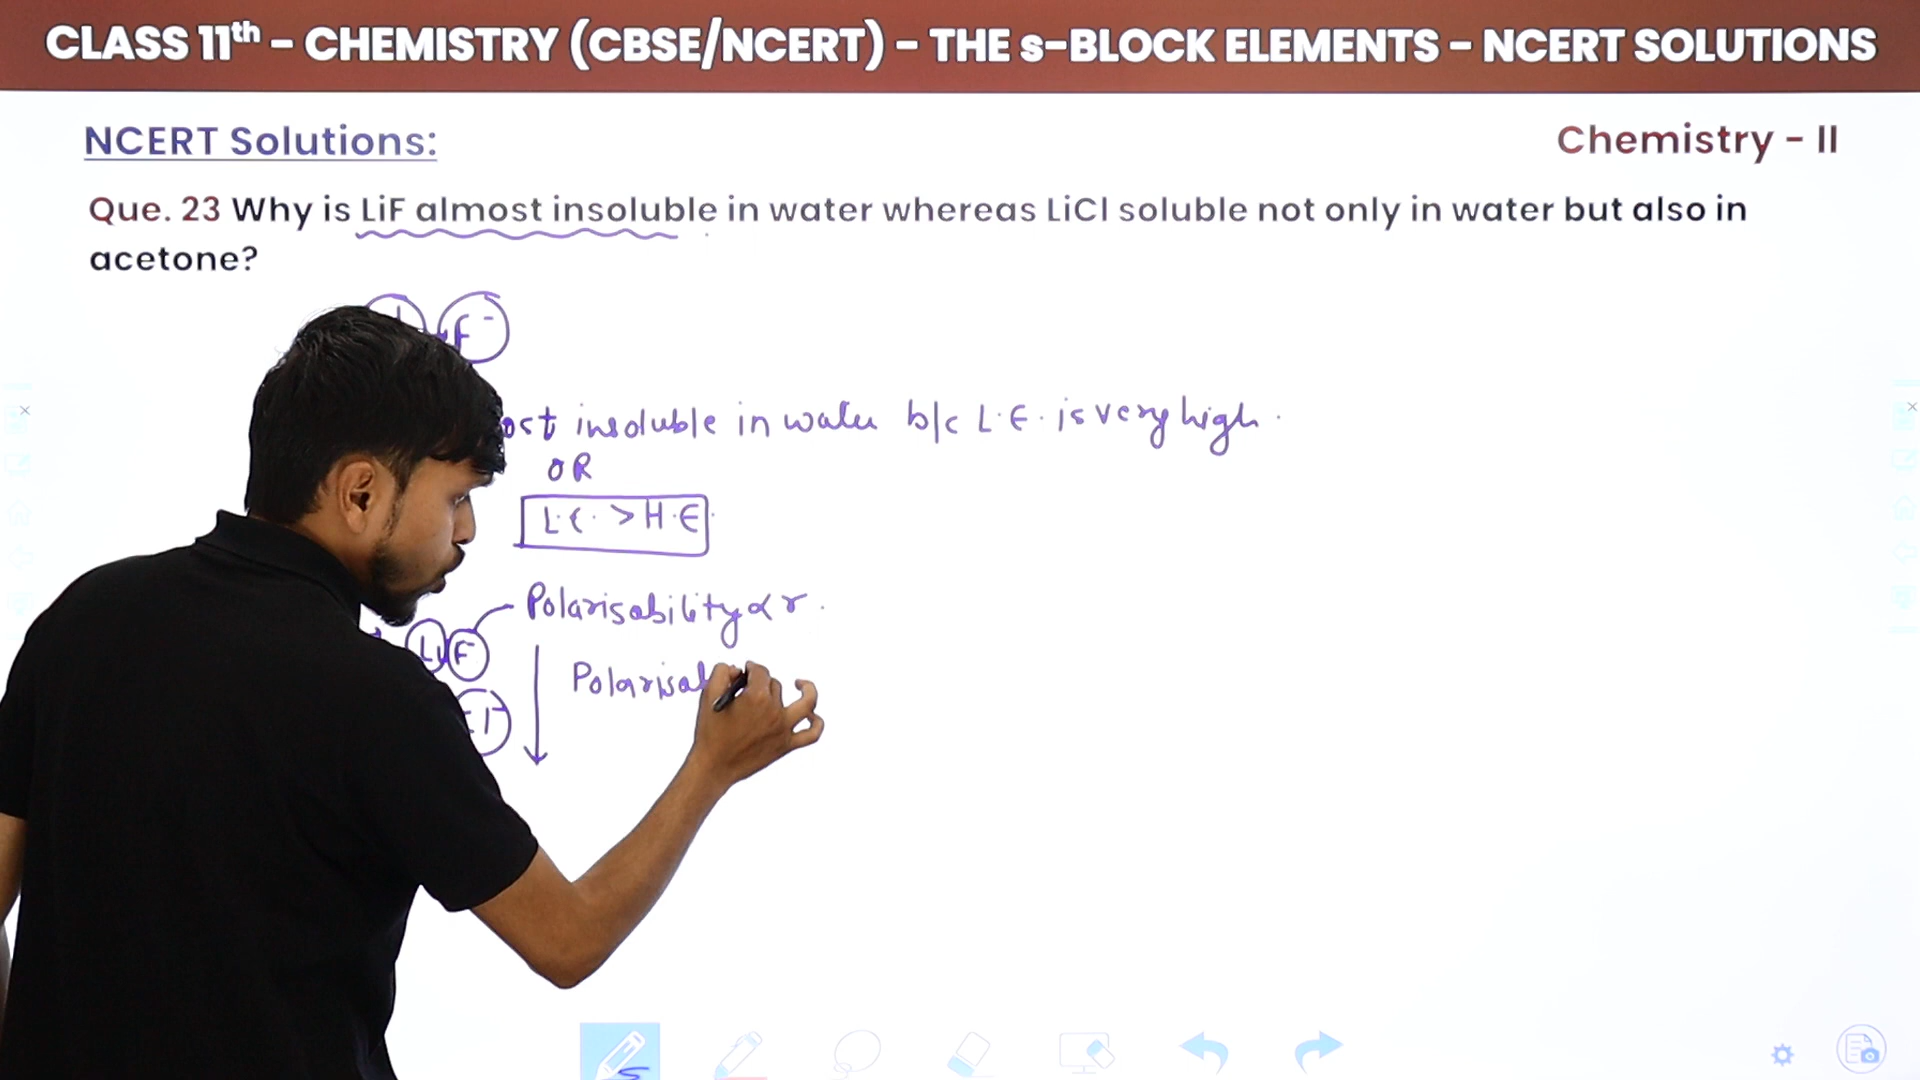 CLASS 11th – CHEMISTRY (CBSE/NCERT) – THE s-BLOCK ELEMENTS – NCERT SOLUTIONS
NCERT Solutions:
Chemistry - II
Que. 23 Why is LiF almost insoluble in water whereas LiCl soluble not only in water but also in
acetone?
F⁻
ost insoluble in water b/c L.E. is very high.
OR
L.E. > H.E.
Polarisability ∝ r.
Li F⁻
Polarisab